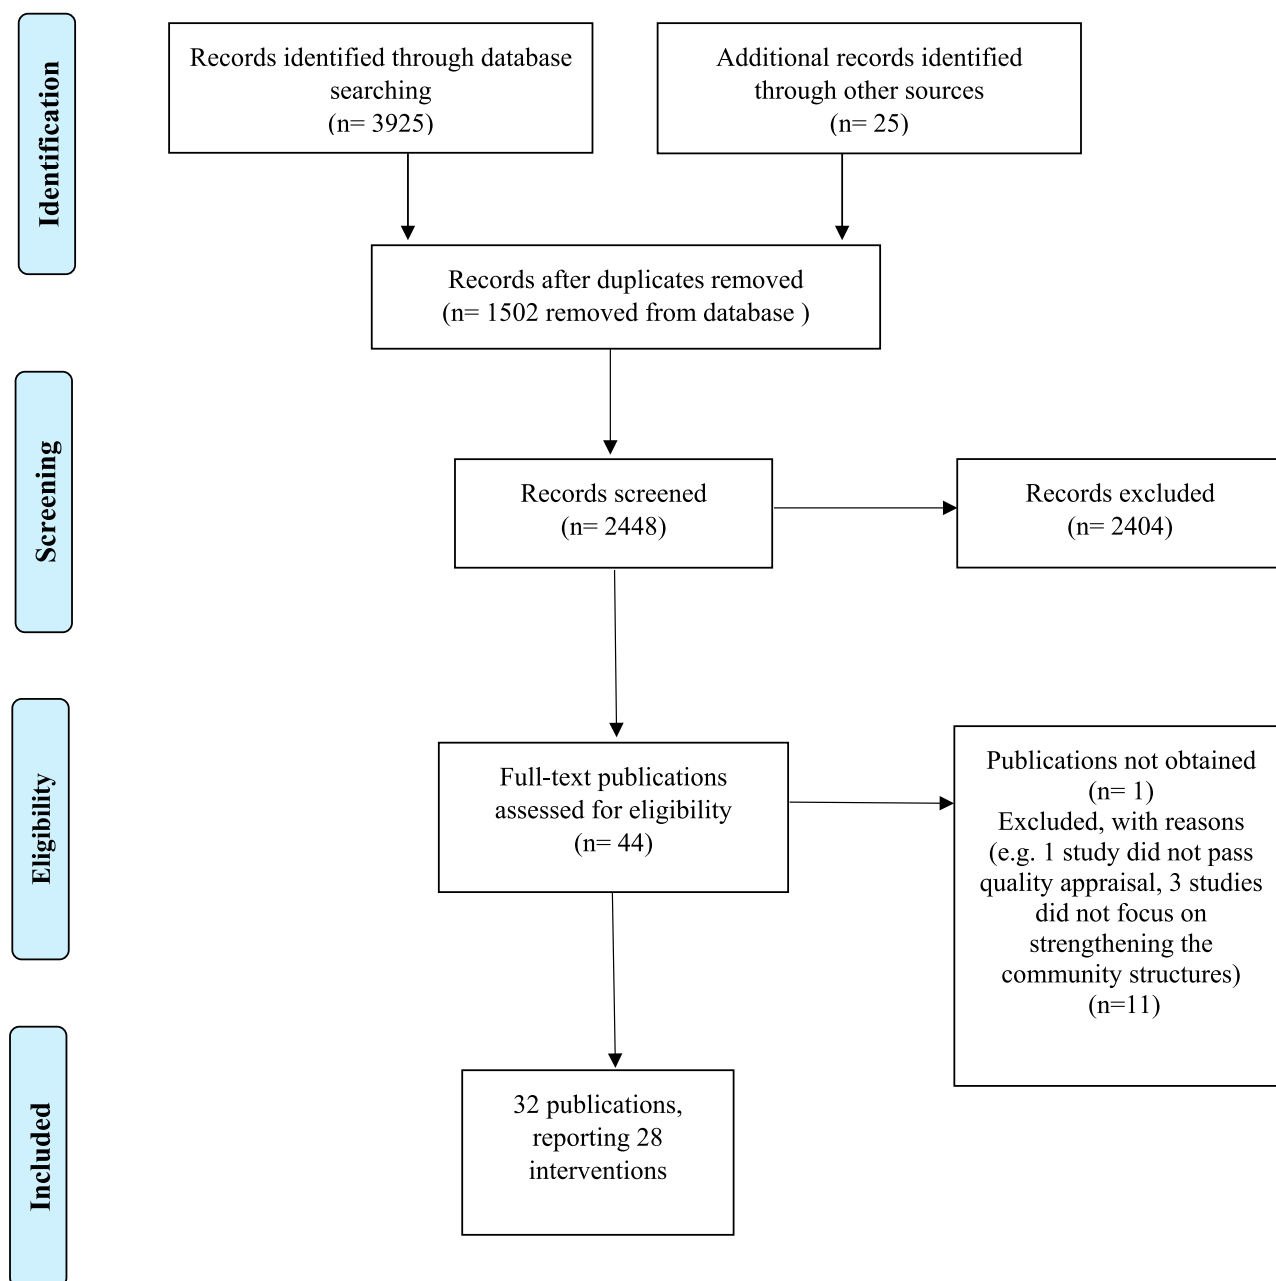 Identification
Records identified through database
searching
(n= 3925)
Additional records identified
through other sources
(n= 25)
Records after duplicates removed
(n= 1502 removed from database )
Screening
Records screened
(n= 2448)
Records excluded
(n= 2404)
Eligibility
Full-text publications
assessed for eligibility
(n= 44)
Publications not obtained
(n= 1)
Excluded, with reasons
(e.g. 1 study did not pass
quality appraisal, 3 studies
did not focus on
strengthening the
community structures)
(n=11)
Included
32 publications,
reporting 28
interventions